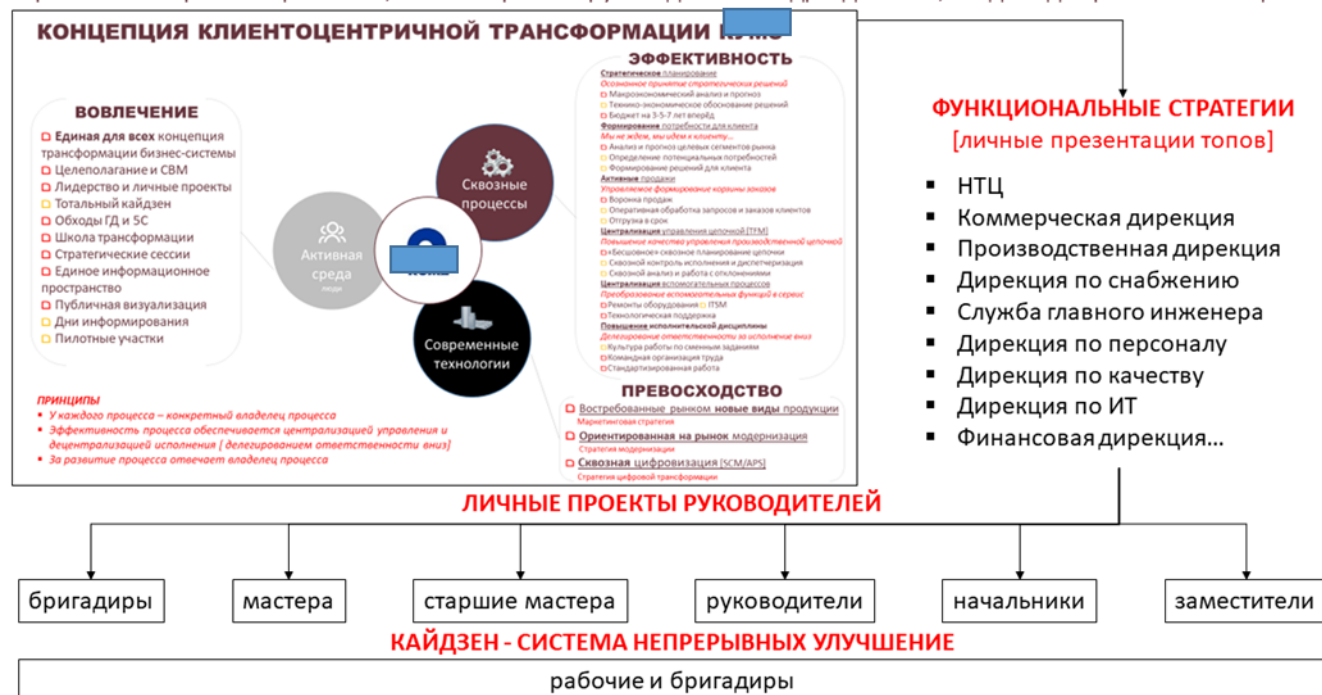 КОНЦЕПЦИЯ КЛИЕНТОЦЕНТРИЧНОЙ ТРАНСФОРМАЦИИ
ВОВЛЕЧЕНИЕ
Единая для всех концепция
трансформации бизнес-системы
Целеполагание и СВМ
Лидерство и личные проекты
Тотальный кайдзен
Обходы ГД и 5С
Школа трансформации
Стратегические сессии
Единое информационное
пространство
Публичная визуализация
Дни информирования
Пилотные участки
Активная
среда
люди
Сквозные
процессы
Современные
технологии
ЭФФЕКТИВНОСТЬ
Стратегическое планирование
Осознанное принятие стратегических решений
Макроэкономический анализ и прогноз
Технико-экономическое обоснование решений
Бюджет на 3-5-7 лет вперёд
Формирование потребности для клиента
Мы не ждем, мы идем к клиенту...
Анализ и прогноз целевых сегментов рынка
Определение потенциальных потребностей
Формирование решений для клиента
Активные продажи
Управляемое формирование корзины заказов
Воронка продаж
Оперативная обработка запросов и заказов клиентов
Отгрузка в срок
Централизация управления цепочкой [TFM]
Повышение качества управления производственной цепочкой
«Бесшовное» сквозное планирование цепочки
Сквозной контроль исполнения и диспетчеризация
Сквозной анализ и работа с отклонениями
Централизация вспомогательных процессов
Преобразование вспомогательных функций в сервис
Ремонты оборудования ITSM
Технологическая поддержка
Повышение исполнительской дисциплины
Делегирование ответственности за исполнение вниз
Культура работы по сменным заданиям
Командная организация труда
Стандартизированная работа
ПРЕВОСХОДСТВО
Востребованные рынком новые виды продукции
Маркетинговая стратегия
Ориентированная на рынок модернизация
Стратегия модернизации
Сквозная цифровизация [SCM/APS]
Стратегия цифровой трансформации
ПРИНЦИПЫ
У каждого процесса – конкретный владелец процесса
Эффективность процесса обеспечивается централизацией управления и
децентрализацией исполнения [ делегированием ответственности вниз]
За развитие процесса отвечает владелец процесса
ФУНКЦИОНАЛЬНЫЕ СТРАТЕГИИ
[личные презентации топов]
НТЦ
Коммерческая дирекция
Производственная дирекция
Дирекция по снабжению
Служба главного инженера
Дирекция по персоналу
Дирекция по качеству
Дирекция по ИТ
Финансовая дирекция...
ЛИЧНЫЕ ПРОЕКТЫ РУКОВОДИТЕЛЕЙ
бригадиры
мастера
старшие мастера
руководители
начальники
заместители
КАЙДЗЕН - СИСТЕМА НЕПРЕРЫВНЫХ УЛУЧШЕНИЕ
рабочие и бригадиры